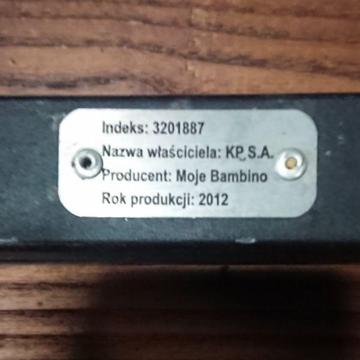 Indeks: 3201887
Nazwa właściciela: KP S.A.
Producent: Moje Bambino
Rok produkcji: 2012